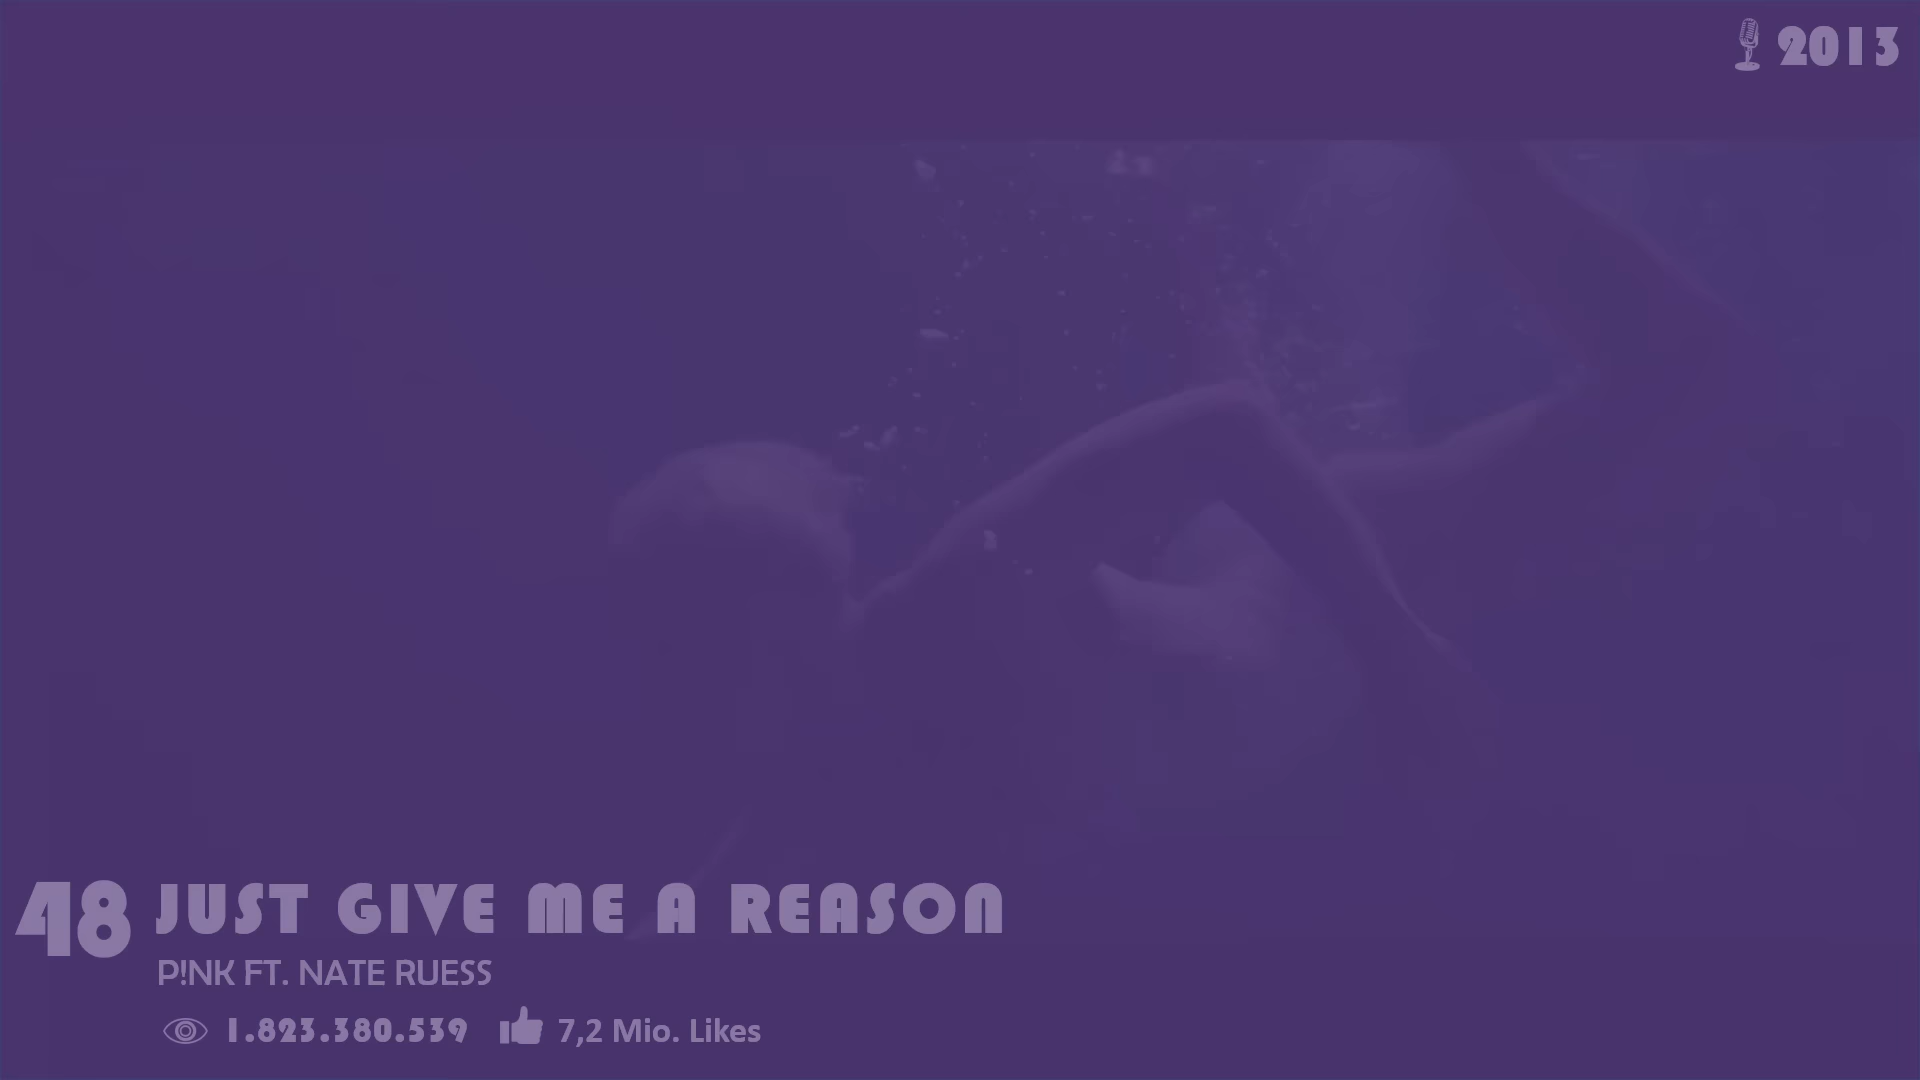 2013
48 JUST GIVE ME A REASON
P!NK FT. NATE RUESS
1.823.380.539 7,2 Mio. Likes